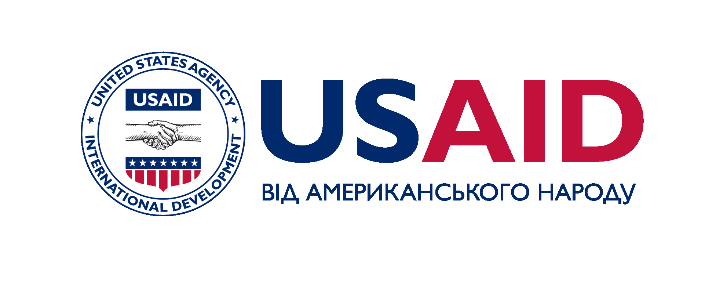 UNITED STATES AGENCY
USAID
INTERNATIONAL DEVELOPMENT
USAID
ВІД АМЕРИКАНСЬКОГО НАРОДУ